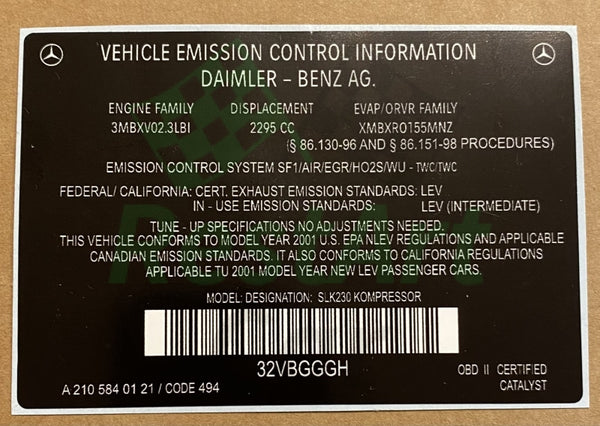 VEHICLE EMISSION CONTROL INFORMATION
DAIMLER – BENZ AG.
ENGINE FAMILY DISPLACEMENT EVAP/ORVR FAMILY
3MBXV02.3LBI 2295 CC XMBXRO155MNZ
(§ 86.130-96 AND § 86.151-98 PROCEDURES)
EMISSION CONTROL SYSTEM SF1/AIR/EGR/HO2S/WU - TWC/TWC
FEDERAL/ CALIFORNIA: CERT. EXHAUST EMISSION STANDARDS: LEV
IN - USE EMISSION STANDARDS: LEV (INTERMEDIATE)
TUNE - UP SPECIFICATIONS NO ADJUSTMENTS NEEDED.
THIS VEHICLE CONFORMS TO MODEL YEAR 2001 U.S. EPA NLEV REGULATIONS AND APPLICABLE
CANADIAN EMISSION STANDARDS. IT ALSO CONFORMS TO CALIFORNIA REGULATIONS
APPLICABLE TU 2001 MODEL YEAR NEW LEV PASSENGER CARS.
MODEL: DESIGNATION: SLK230 KOMPRESSOR
32VBGGGH
OBD II CERTIFIED
CATALYST
A 210 584 01 21 / CODE 494